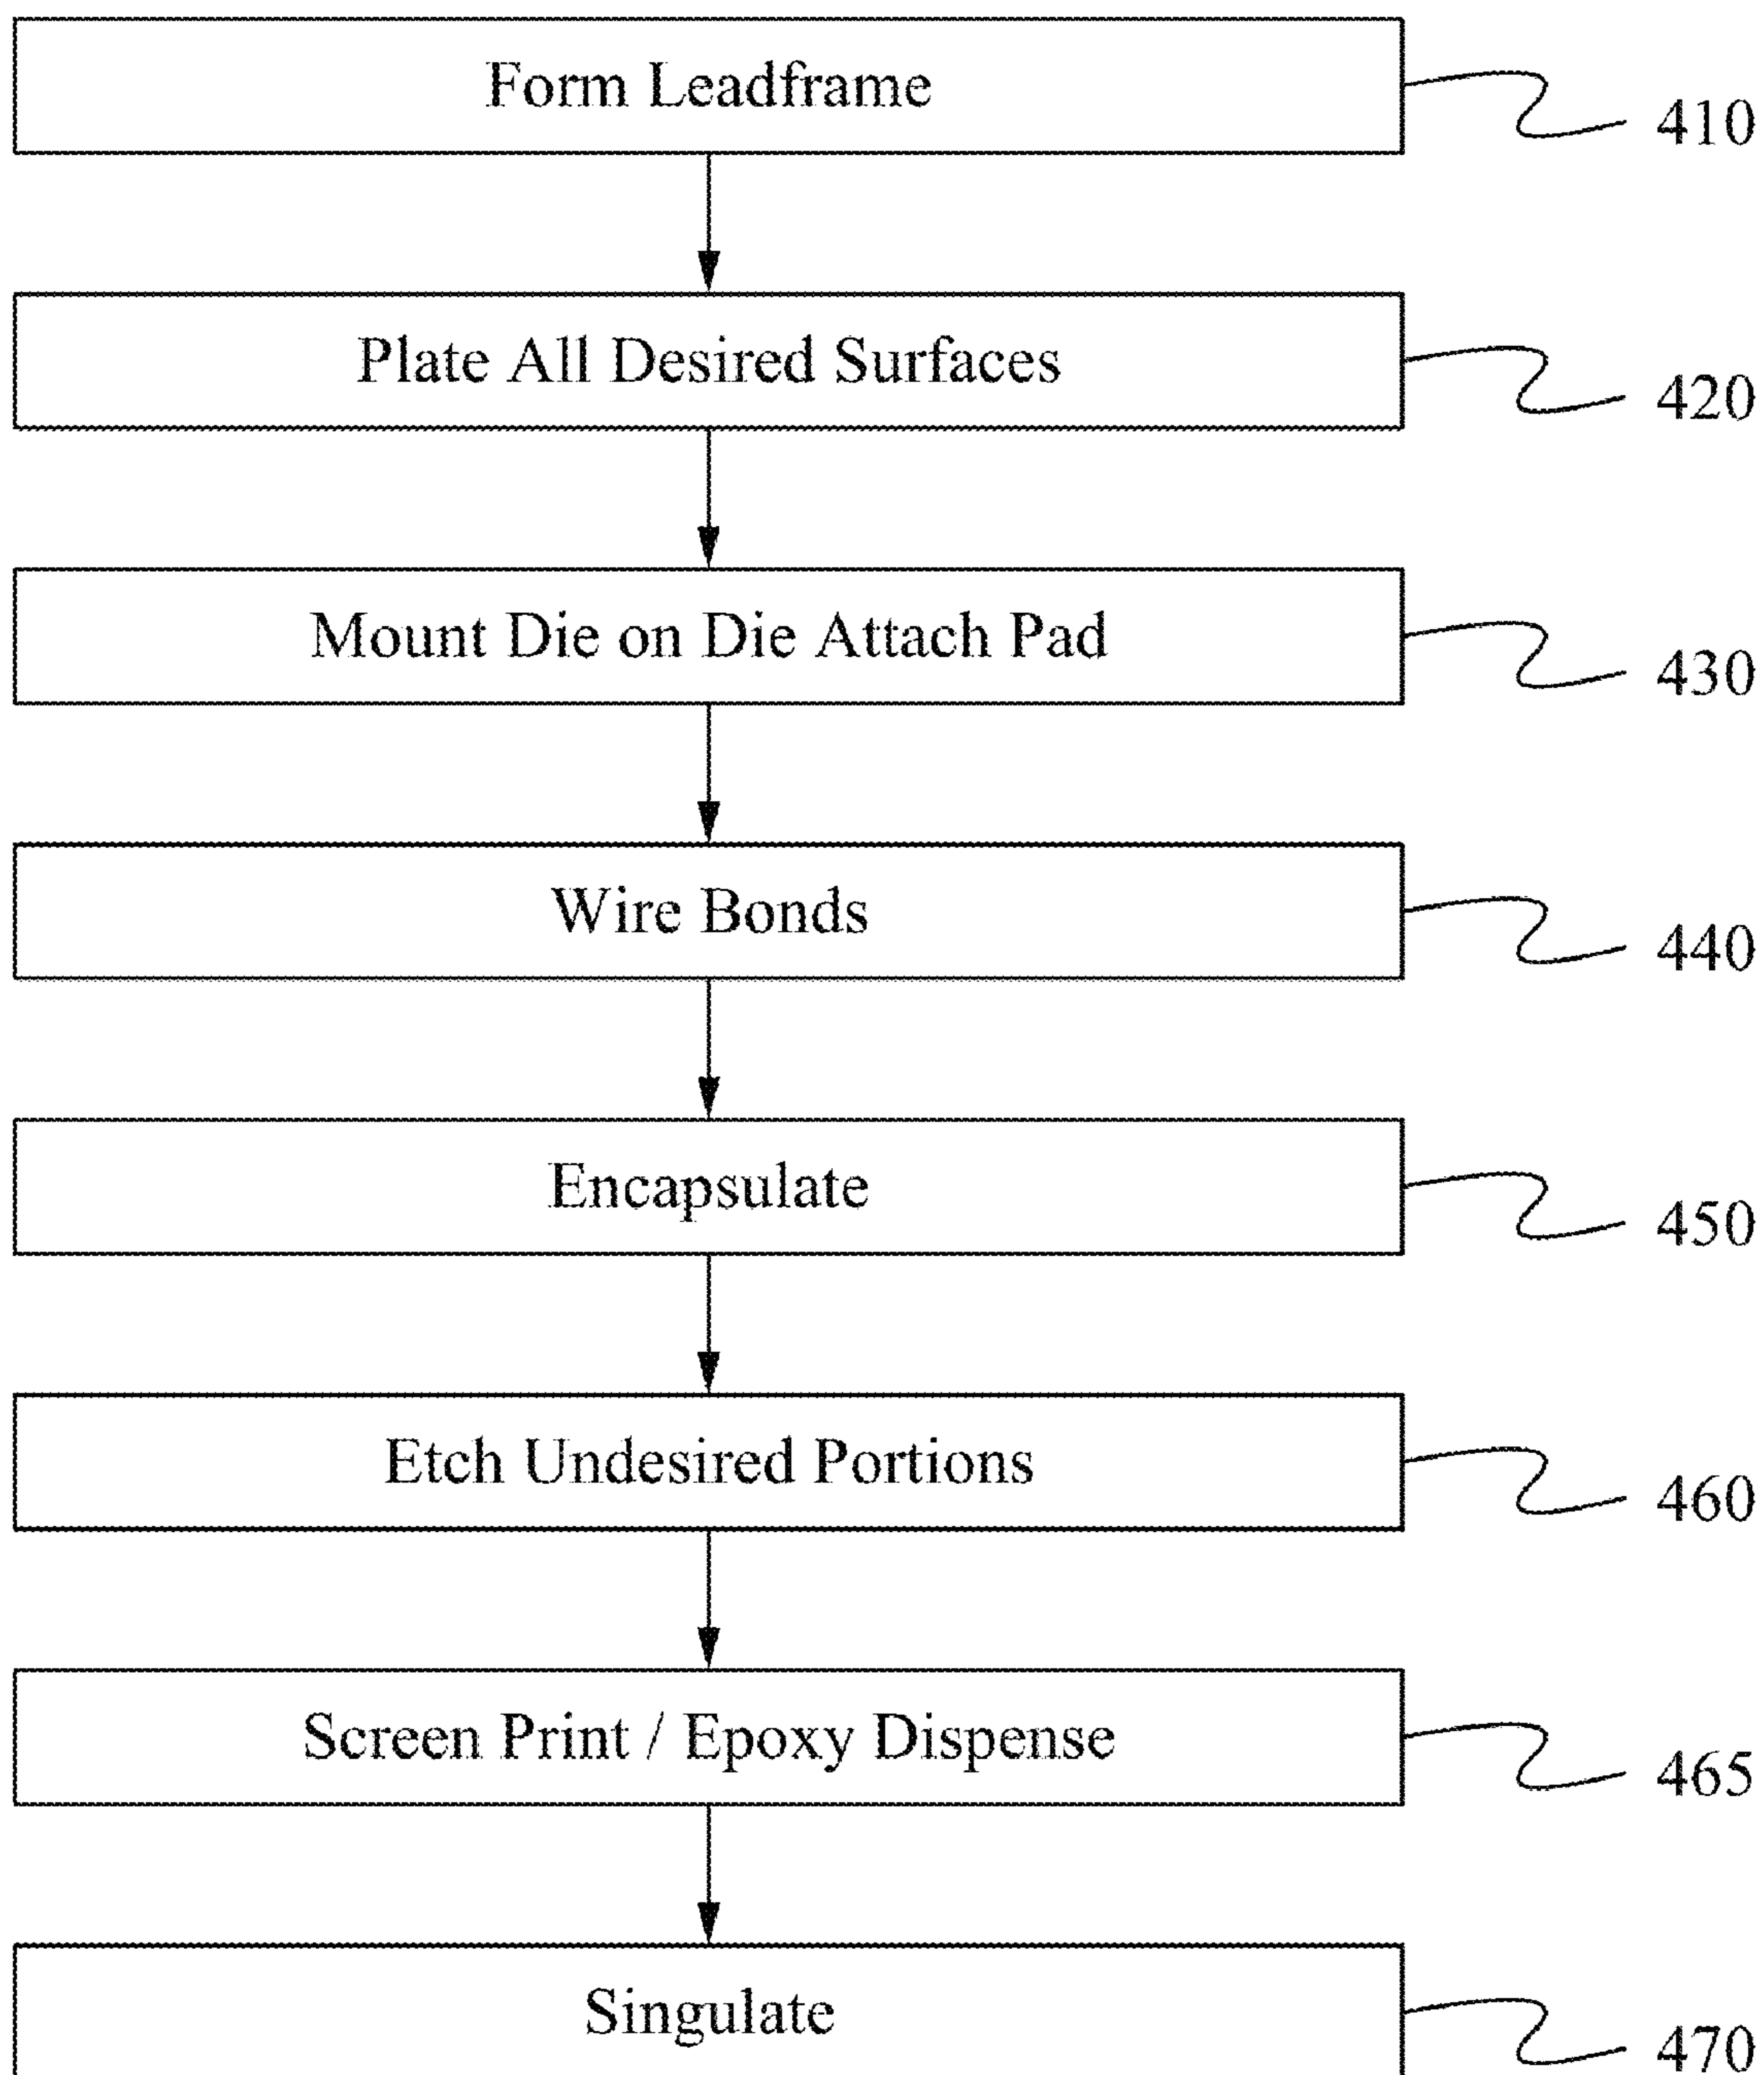 Form Leadframe
410
Plate All Desired Surfaces
420
Mount Die on Die Attach Pad
430
Wire Bonds
440
Encapsulate
450
Etch Undesired Portions
460
Screen Print / Epoxy Dispense
465
Singulate
470